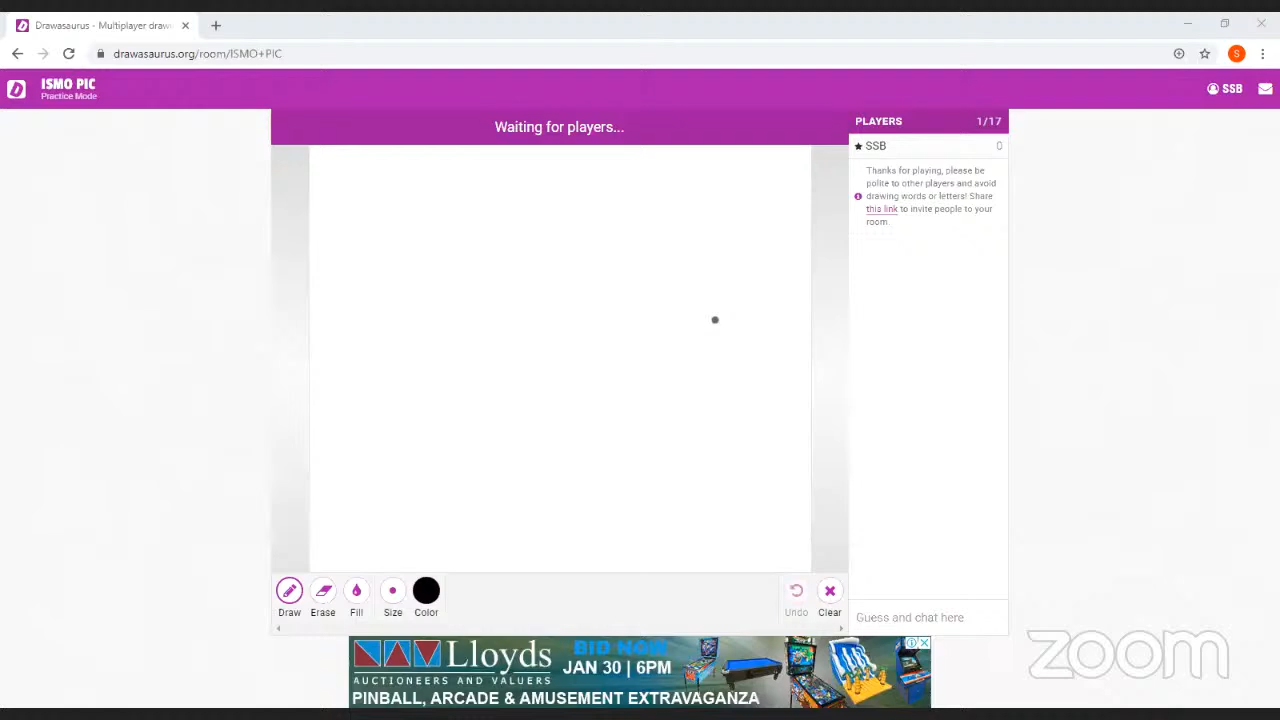 Drawasaurus - Multiplayer draw
drawasaurus.org/room/ISMO+PIC
S
ISMO PIC
Practice Mode
SSB
Waiting for players...
PLAYERS 1/17
SSB 0
Thanks for playing, please be
polite to other players and avoid
drawing words or letters! Share
this link to invite people to your
room.
Draw
Erase
Fill
Size
Color
Undo
Clear
Guess and chat here
Lloyds
AUCTIONEERS AND VALUERS
BID NOW
JAN 30 | 6PM
PINBALL, ARCADE & AMUSEMENT EXTRAVAGANZA
zoom